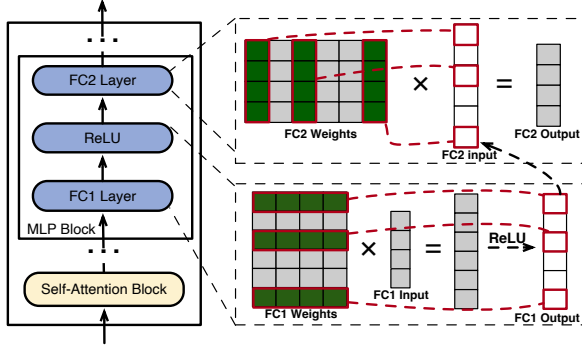 FC2 Layer
ReLU
FC1 Layer
MLP Block
Self-Attention Block
FC2 Weights
FC2 input
FC2 Output
ReLU
FC1 Input
FC1 Weights
FC1 Output